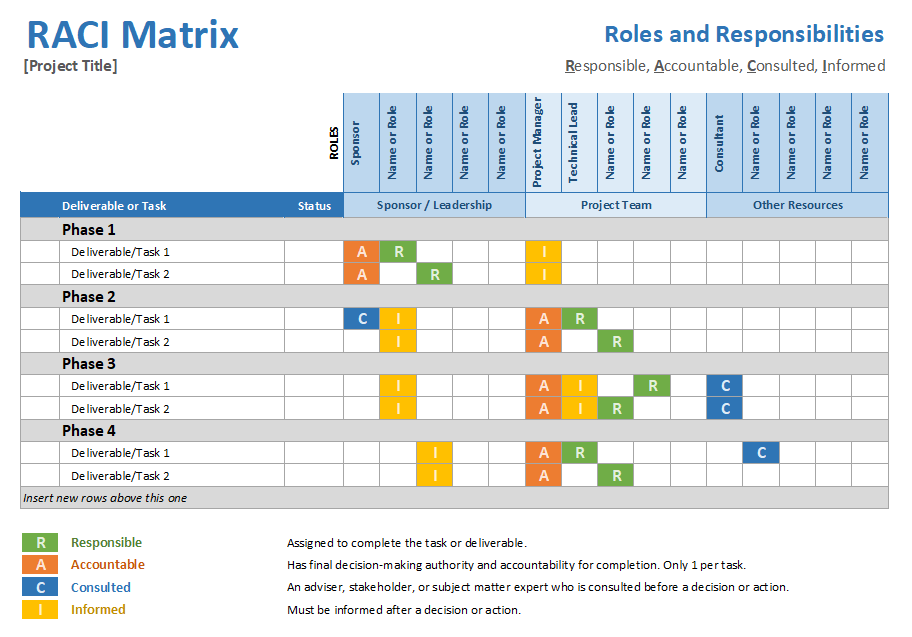 RACI Matrix
Roles and Responsibilities
[Project Title]
Responsible, Accountable, Consulted, Informed
ROLES
Sponsor
Name or Role
Name or Role
Name or Role
Name or Role
Project Manager
Technical Lead
Name or Role
Name or Role
Name or Role
Consultant
Name or Role
Name or Role
Name or Role
Name or Role
Deliverable or Task Status Sponsor / Leadership Project Team Other Resources
Phase 1
Deliverable/Task 1 A R I
Deliverable/Task 2 A R I
Phase 2
Deliverable/Task 1 C I A R
Deliverable/Task 2 I A R
Phase 3
Deliverable/Task 1 I A I R C
Deliverable/Task 2 I A I R C
Phase 4
Deliverable/Task 1 I A R C
Deliverable/Task 2 I A R
Insert new rows above this one
R Responsible Assigned to complete the task or deliverable.
A Accountable Has final decision-making authority and accountability for completion. Only 1 per task.
C Consulted An adviser, stakeholder, or subject matter expert who is consulted before a decision or action.
I Informed Must be informed after a decision or action.